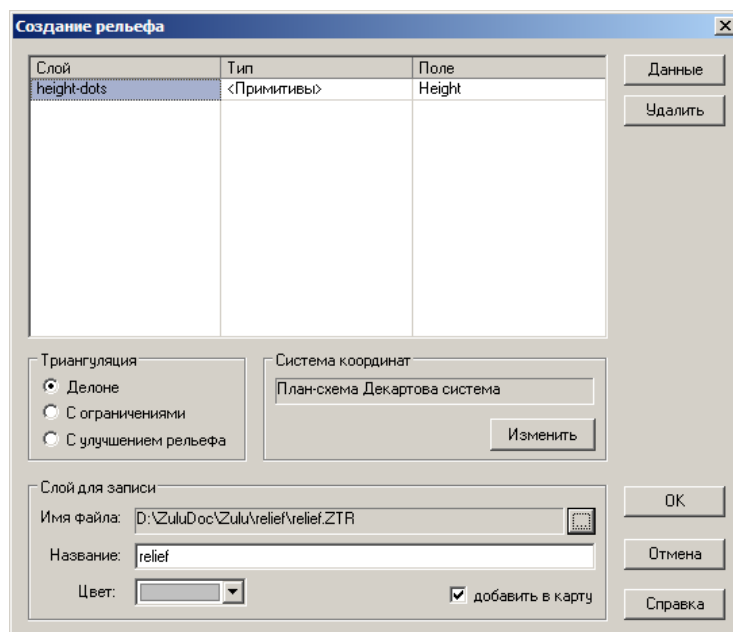 Создание рельефа
Слой Тип Поле
height-dots <Примитивы> Height
Данные
Удалить
Триангуляция
Делоне
С ограничениями
С улучшением рельефа
Система координат
План-схема Декартова система
Изменить
Слой для записи
Имя файла: D:\ZuluDoc\Zulu\relief\relief.ZTR ...
Название: relief
Цвет:
добавить в карту
OK
Отмена
Справка